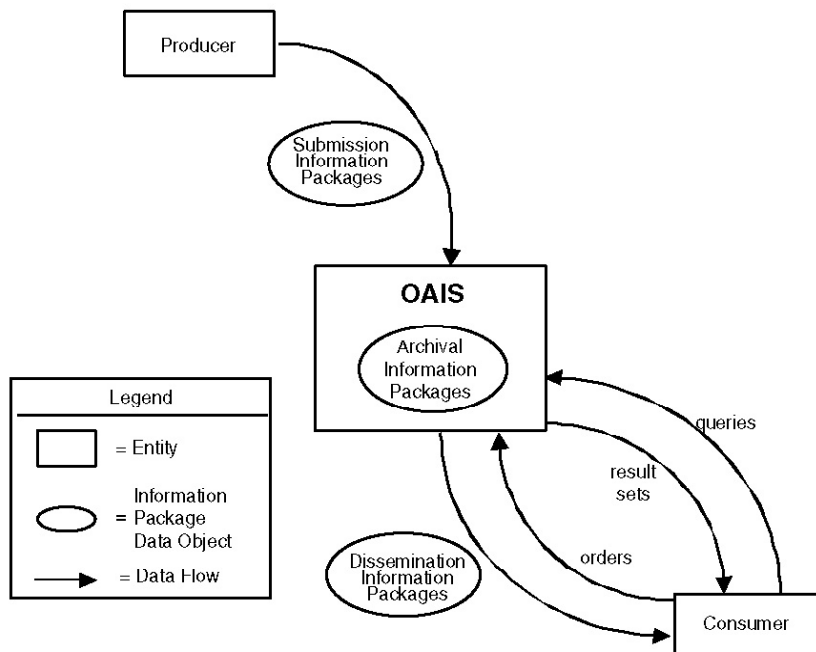 Producer
Submission
Information
Packages
OAIS
Archival
Information
Packages
queries
result
sets
orders
Dissemination
Information
Packages
Consumer
Legend
= Entity
Information
= Package
Data Object
= Data Flow